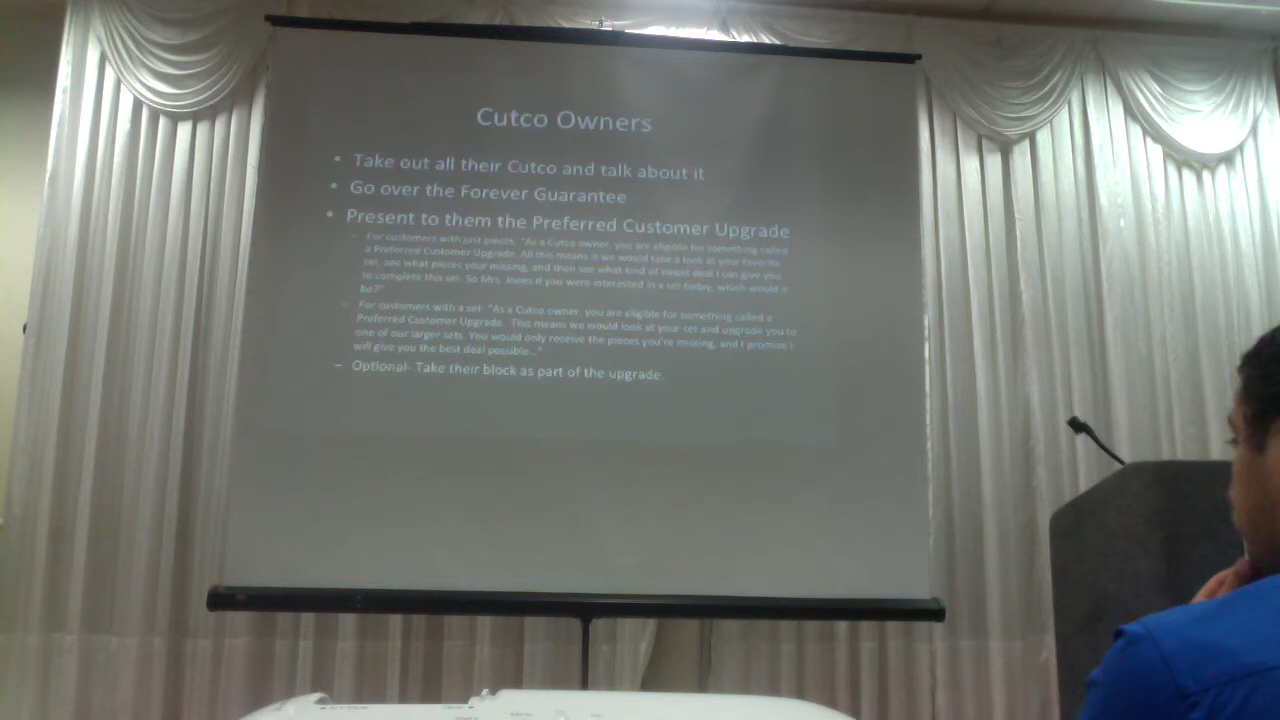 Cutco Owners
• Take out all their Cutco and talk about it
• Go over the Forever Guarantee
• Present to them the Preferred Customer Upgrade
– For customers with just pieces: "As a Cutco owner, you are eligible for something called
a Preferred Customer Upgrade. All this means is we would take a look at your favorite
set, see what pieces your missing, and then see what kind of sweet deal I can give you
to complete this set. So Mrs. Jones if you were interested in a set today, which would it
be?"
– For customers with a set: "As a Cutco owner, you are eligible for something called a
Preferred Customer Upgrade. This means we would look at your set and upgrade you to
one of our larger sets. You would only receive the pieces you're missing, and I promise I
will give you the best deal possible..."
– Optional- Take their block as part of the upgrade.